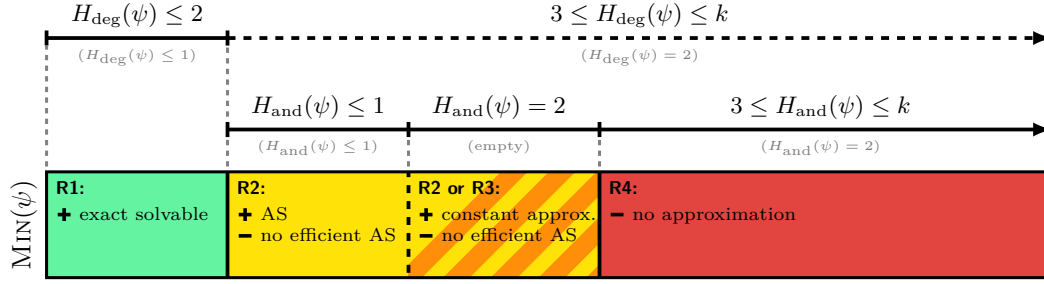 H_deg(ψ) ≤ 2
3 ≤ H_deg(ψ) ≤ k
(H_deg(ψ) ≤ 1)
(H_deg(ψ) = 2)
H_and(ψ) ≤ 1
H_and(ψ) = 2
3 ≤ H_and(ψ) ≤ k
(H_and(ψ) ≤ 1)
(empty)
(H_and(ψ) = 2)
MIN(ψ)
R1:
+ exact solvable
R2:
+ AS
− no efficient AS
R2 or R3:
+ constant approx.
− no efficient AS
R4:
− no approximation